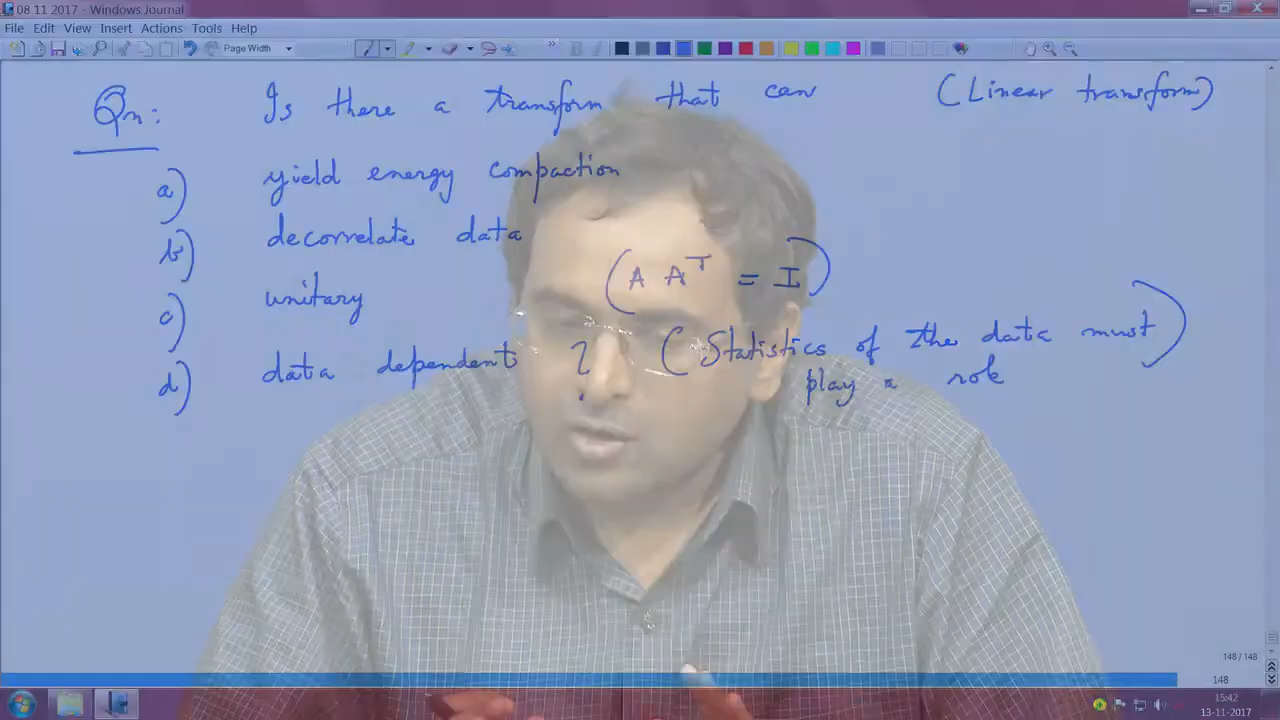 08 11 2017 - Windows Journal
File Edit View Insert Actions Tools Help
Page Width
Qn: Is there a transform that can (Linear transform)
a) yield energy compaction
b) decorrelate data
c) unitary (A A^T = I)
d) data dependent ? (Statistics of the data must
play a role)
148 / 148
148
15:42
13-11-2017